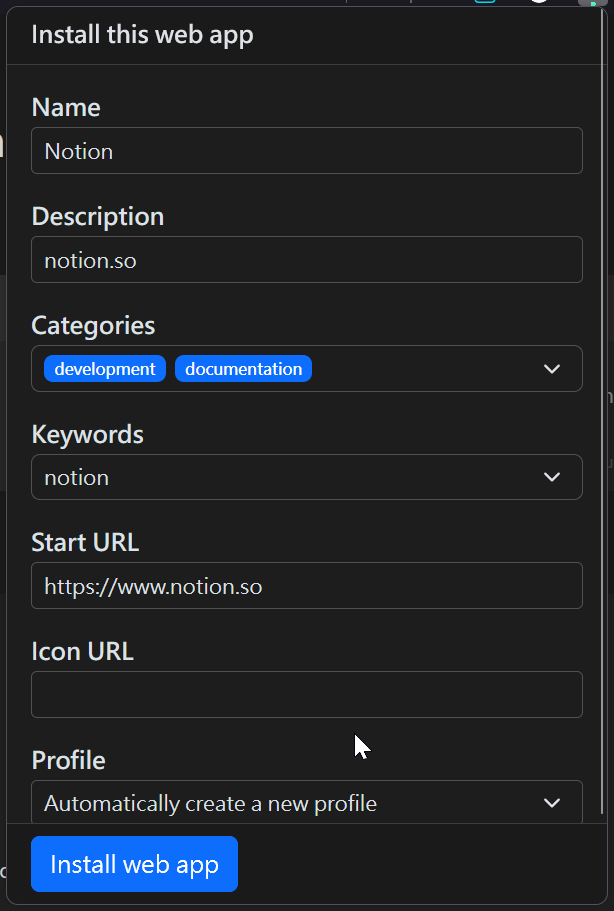 Install this web app
Name
Notion
Description
notion.so
Categories
development documentation
Keywords
notion
Start URL
https://www.notion.so
Icon URL
Profile
Automatically create a new profile
Install web app